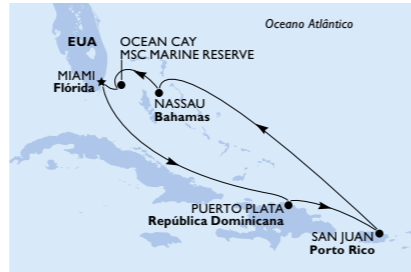 Oceano Atlântico
EUA
OCEAN CAY
MSC MARINE RESERVE
MIAMI
Flórida
NASSAU
Bahamas
PUERTO PLATA
República Dominicana
SAN JUAN
Porto Rico